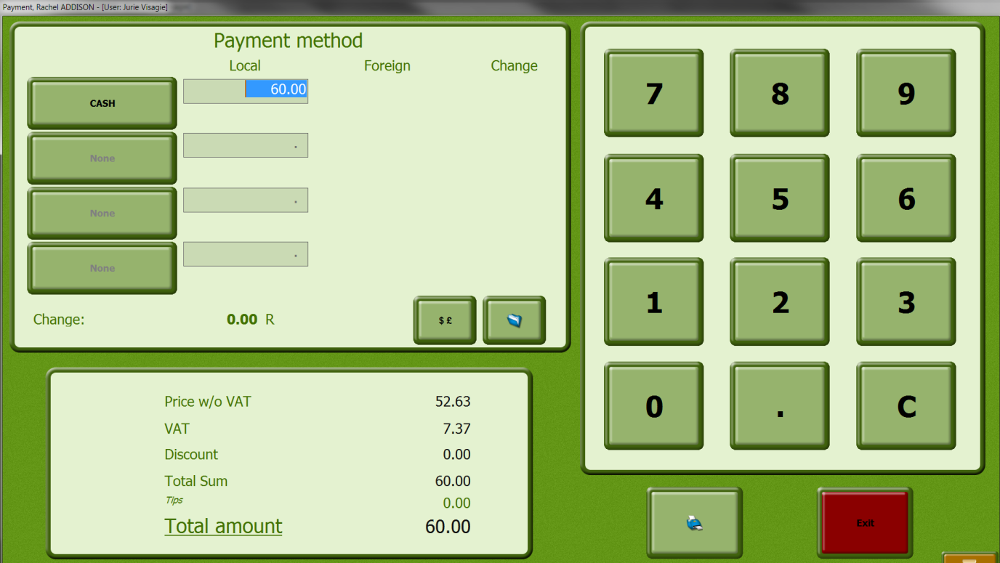 Payment, Rachel ADDISON - [User: Jurie Visagie]
Payment method
Local Foreign Change
CASH 60.00
None .
None .
None .
Change: 0.00 R $ £
Price w/o VAT 52.63
VAT 7.37
Discount 0.00
Total Sum 60.00
Tips 0.00
Total amount 60.00
7 8 9
4 5 6
1 2 3
0 . C
Exit